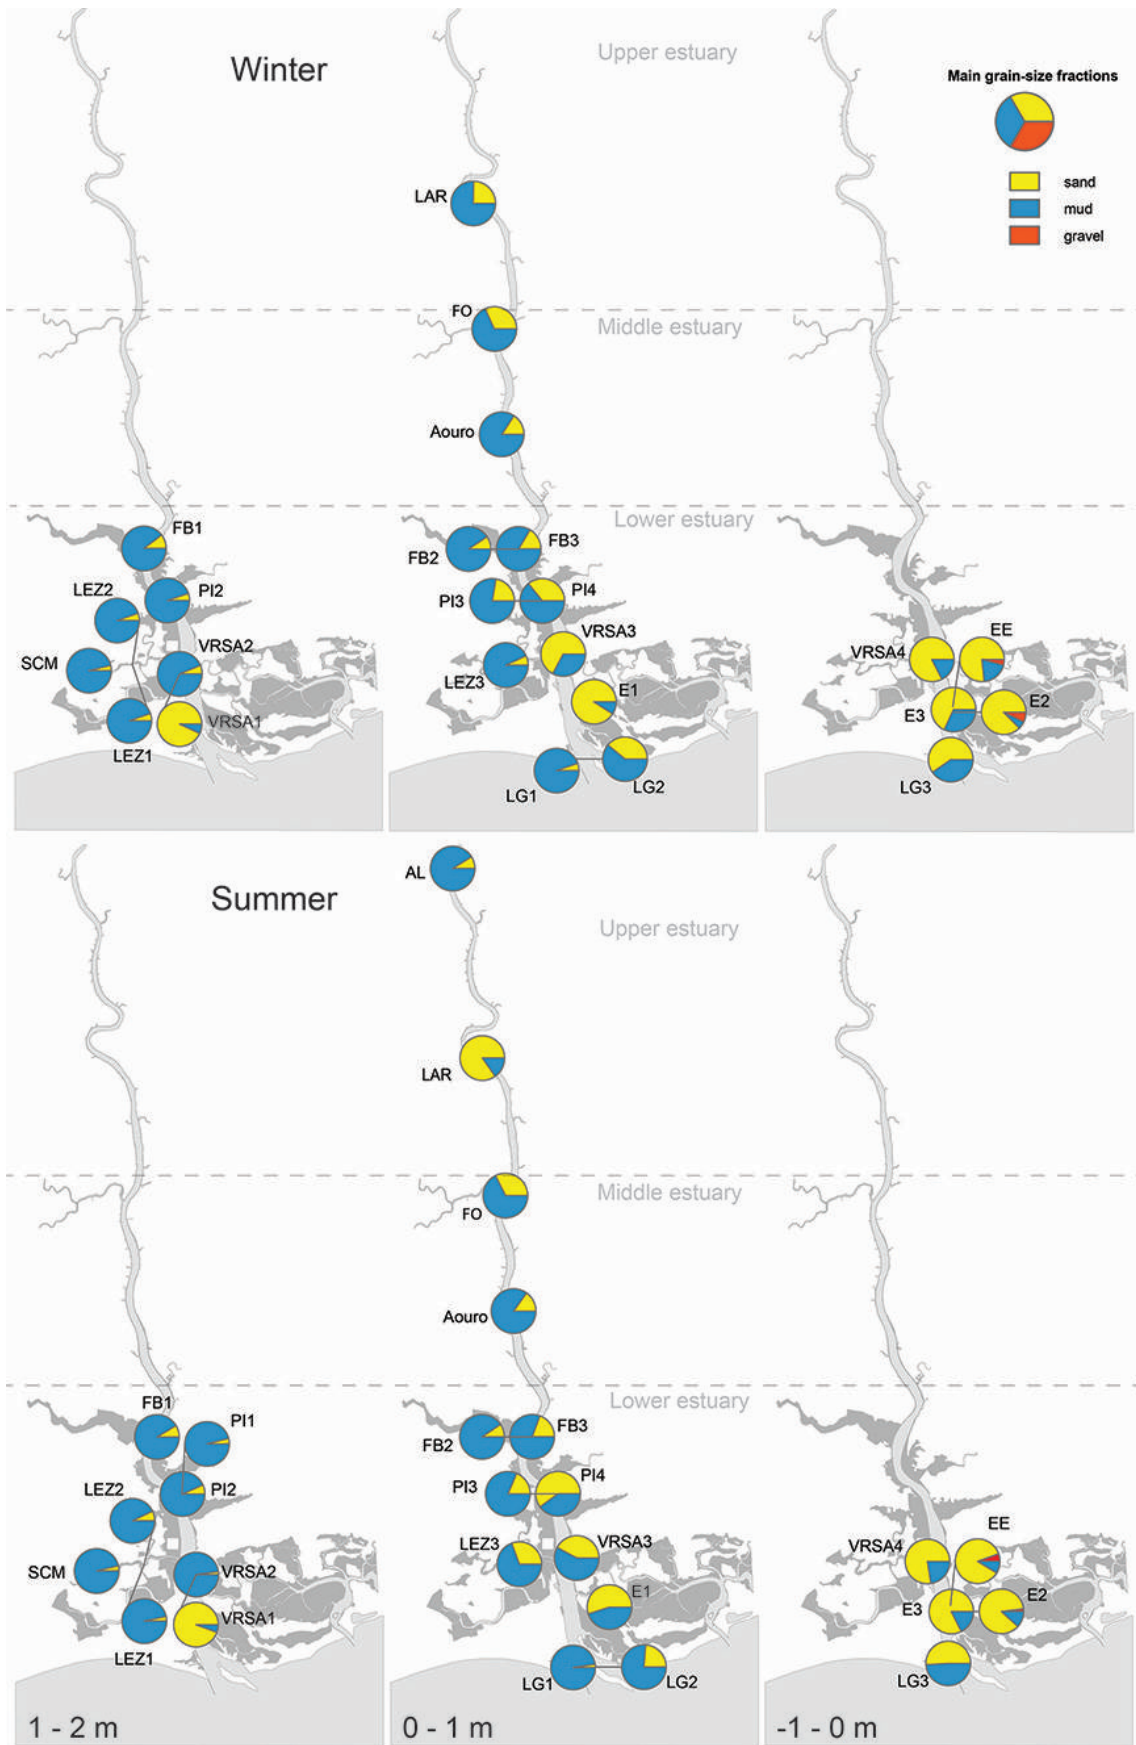 Winter
Upper estuary
Main grain-size fractions
sand
mud
gravel
LAR
FO
Middle estuary
Aouro
Lower estuary
FB1
LEZ2
PI2
SCM
VRSA2
VRSA1
LEZ1
FB2
FB3
PI3
PI4
VRSA3
LEZ3
E1
LG1
LG2
VRSA4
EE
E3
E2
LG3
Summer
AL
Upper estuary
LAR
Middle estuary
FO
Aouro
Lower estuary
FB1
PI1
LEZ2
PI2
SCM
VRSA2
VRSA1
LEZ1
FB2
FB3
PI3
PI4
LEZ3
VRSA3
E1
LG1
LG2
VRSA4
EE
E3
E2
LG3
1 - 2 m
0 - 1 m
-1 - 0 m